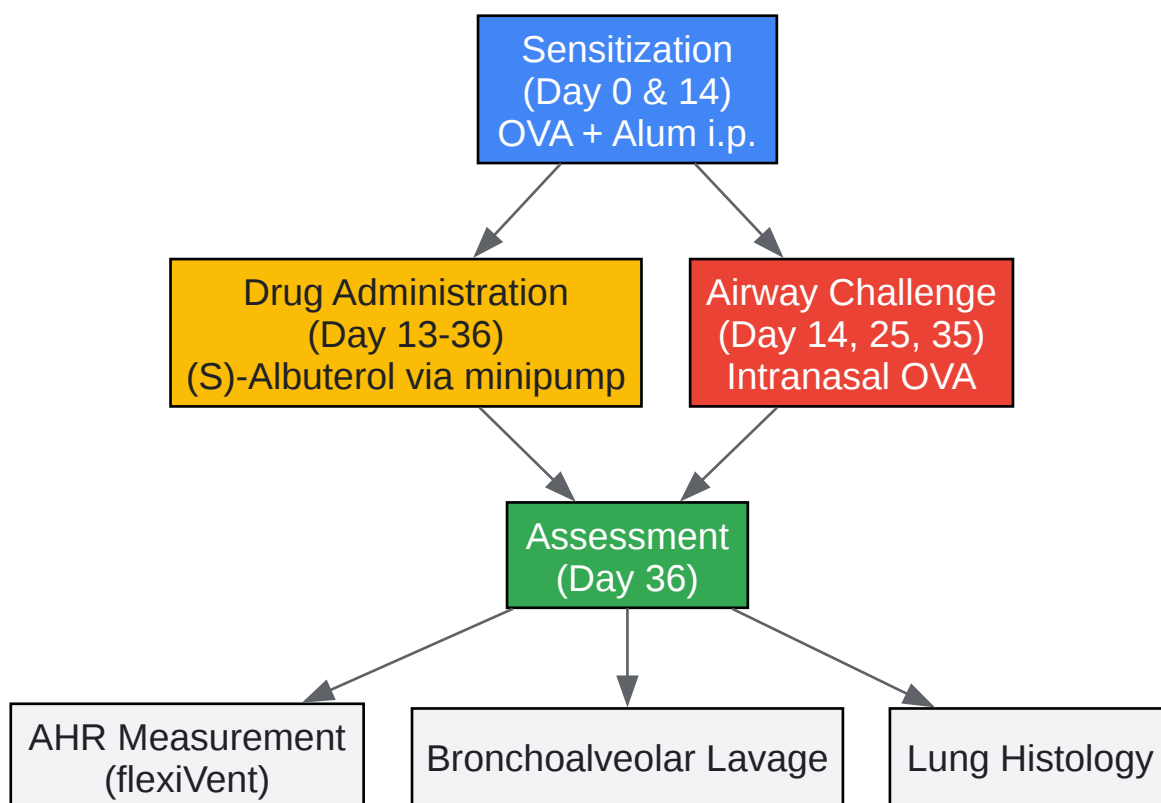 Sensitization
(Day 0 & 14)
OVA + Alum i.p.
Drug Administration
(Day 13-36)
(S)-Albuterol via minipump
Airway Challenge
(Day 14, 25, 35)
Intranasal OVA
Assessment
(Day 36)
AHR Measurement
(flexiVent)
Bronchoalveolar Lavage
Lung Histology